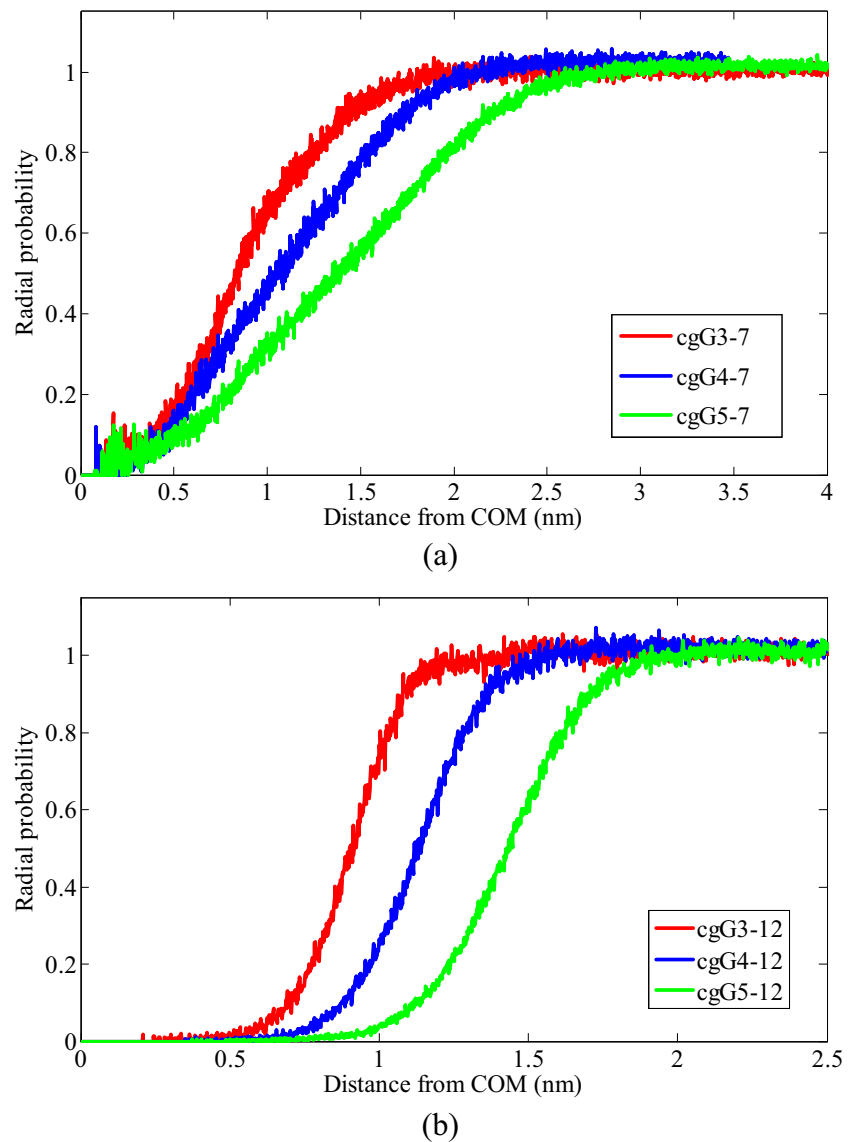 Radial probability
1
0.8
0.6
0.4
0.2
0
cgG3-7
cgG4-7
cgG5-7
0 0.5 1 1.5 2 2.5 3 3.5 4
Distance from COM (nm)
(a)
Radial probability
1
0.8
0.6
0.4
0.2
0
cgG3-12
cgG4-12
cgG5-12
0 0.5 1 1.5 2 2.5
Distance from COM (nm)
(b)